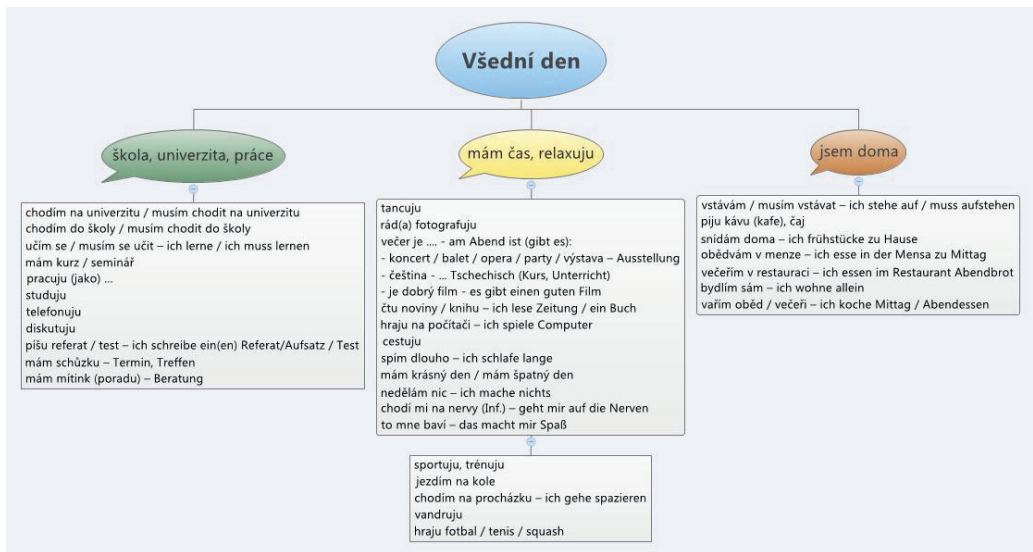 Všední den
škola, univerzita, práce
chodím na univerzitu / musím chodit na univerzitu
chodím do školy / musím chodit do školy
učím se / musím se učit – ich lerne / ich muss lernen
mám kurz / seminář
pracuju (jako) ...
studuju
telefonuju
diskutuju
píšu referat / test – ich schreibe ein(en) Referat/Aufsatz / Test
mám schůzku – Termin, Treffen
mám mítink (poradu) – Beratung
mám čas, relaxuju
tancuju
rád(a) fotografuju
večer je .... - am Abend ist (gibt es):
- koncert / balet / opera / party / výstava – Ausstellung
- čeština - ... Tschechisch (Kurs, Unterricht)
- je dobrý film - es gibt einen guten Film
čtu noviny / knihu – ich lese Zeitung / ein Buch
hraju na počítači – ich spiele Computer
cestuju
spím dlouho – ich schlafe lange
mám krásný den / mám špatný den
nedělám nic – ich mache nichts
chodí mi na nervy (Inf.) – geht mir auf die Nerven
to mne baví – das macht mir Spaß
sportuju, trénuju
jezdím na kole
chodím na procházku – ich gehe spazieren
vandruju
hraju fotbal / tenis / squash
jsem doma
vstávám / musím vstávat – ich stehe auf / muss aufstehen
piju kávu (kafe), čaj
snídám doma – ich frühstücke zu Hause
obědvám v menze – ich esse in der Mensa zu Mittag
večeřím v restauraci – ich essen im Restaurant Abendbrot
bydlím sám – ich wohne allein
vařím oběd / večeři – ich koche Mittag / Abendessen